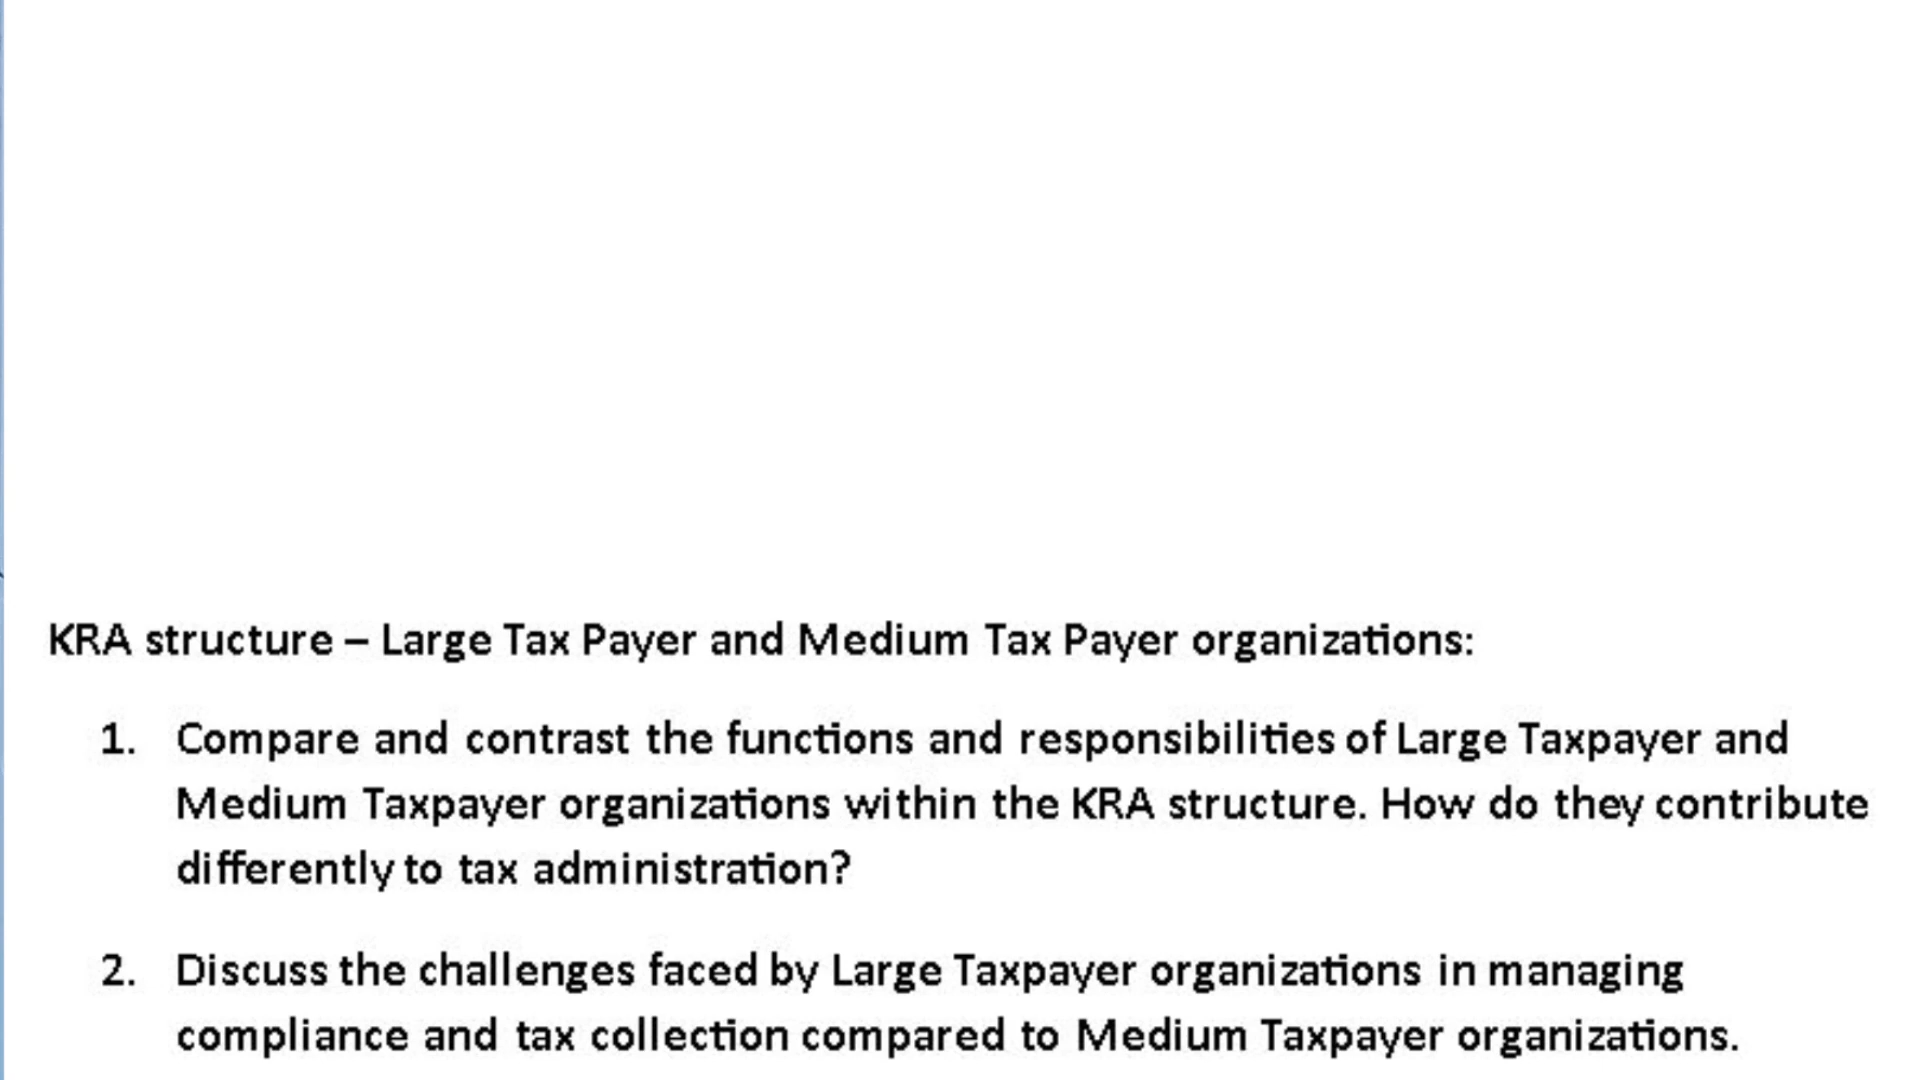 KRA structure – Large Tax Payer and Medium Tax Payer organizations:
1. Compare and contrast the functions and responsibilities of Large Taxpayer and
Medium Taxpayer organizations within the KRA structure. How do they contribute
differently to tax administration?
2. Discuss the challenges faced by Large Taxpayer organizations in managing
compliance and tax collection compared to Medium Taxpayer organizations.